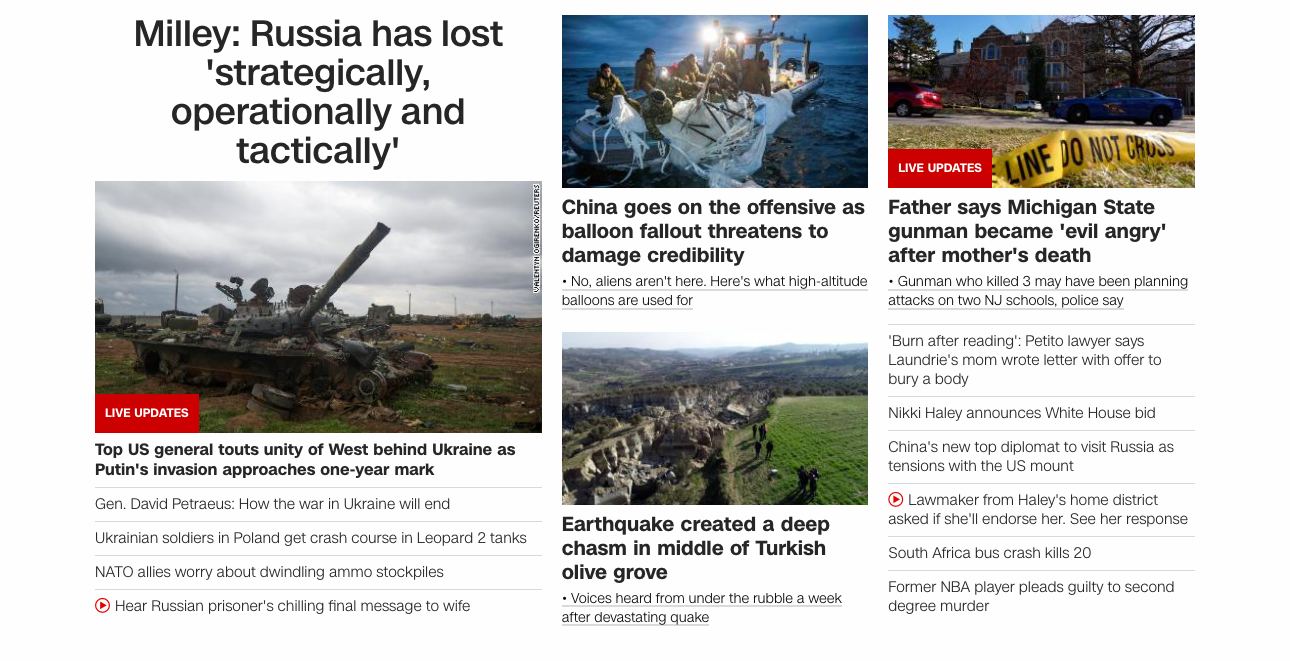 Milley: Russia has lost
'strategically,
operationally and
tactically'
VALENTYN OGIRENKO/REUTERS
LIVE UPDATES
Top US general touts unity of West behind Ukraine as
Putin's invasion approaches one-year mark
Gen. David Petraeus: How the war in Ukraine will end
Ukrainian soldiers in Poland get crash course in Leopard 2 tanks
NATO allies worry about dwindling ammo stockpiles
Hear Russian prisoner's chilling final message to wife
China goes on the offensive as
balloon fallout threatens to
damage credibility
• No, aliens aren't here. Here's what high-altitude
balloons are used for
Earthquake created a deep
chasm in middle of Turkish
olive grove
• Voices heard from under the rubble a week
after devastating quake
LINE DO NOT CROSS
LIVE UPDATES
Father says Michigan State
gunman became 'evil angry'
after mother's death
• Gunman who killed 3 may have been planning
attacks on two NJ schools, police say
'Burn after reading': Petito lawyer says
Laundrie's mom wrote letter with offer to
bury a body
Nikki Haley announces White House bid
China's new top diplomat to visit Russia as
tensions with the US mount
Lawmaker from Haley's home district
asked if she'll endorse her. See her response
South Africa bus crash kills 20
Former NBA player pleads guilty to second
degree murder